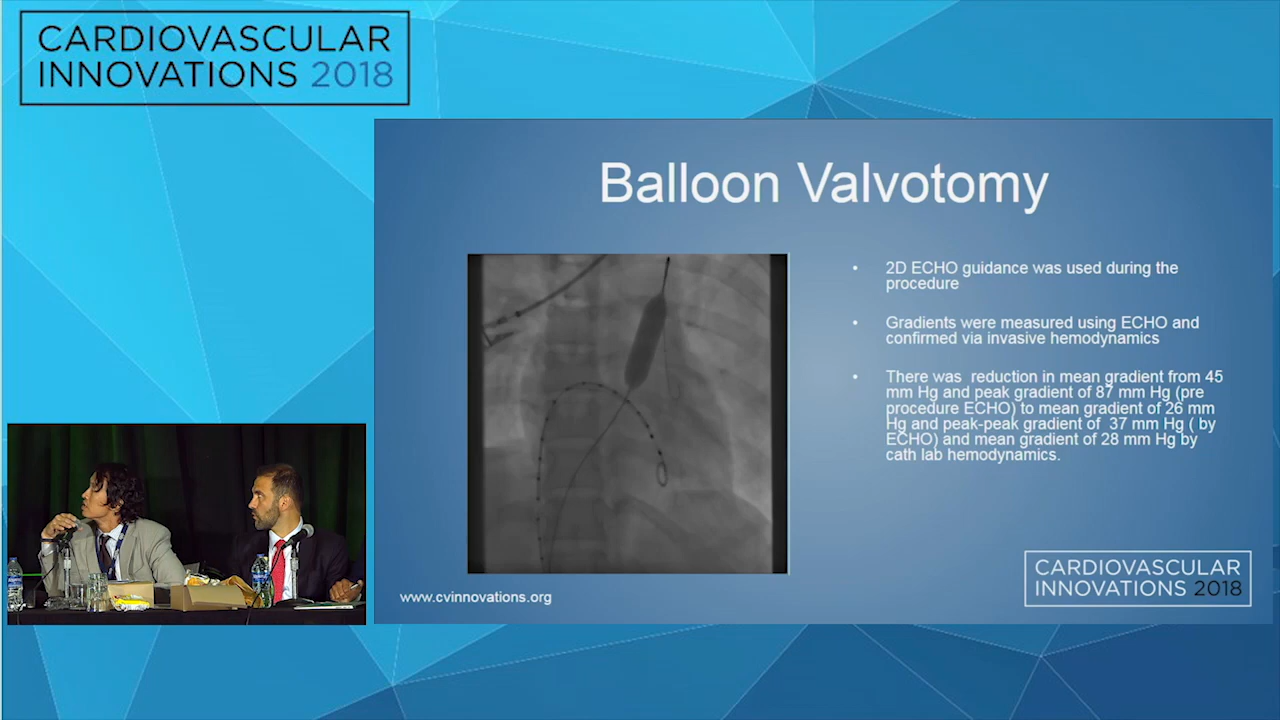 CARDIOVASCULAR
INNOVATIONS 2018
Balloon Valvotomy
• 2D ECHO guidance was used during the
procedure
• Gradients were measured using ECHO and
confirmed via invasive hemodynamics
• There was reduction in mean gradient from 45
mm Hg and peak gradient of 87 mm Hg (pre
procedure ECHO) to mean gradient of 26 mm
Hg and peak-peak gradient of 37 mm Hg ( by
ECHO) and mean gradient of 28 mm Hg by
cath lab hemodynamics.
www.cvinnovations.org
CARDIOVASCULAR
INNOVATIONS 2018